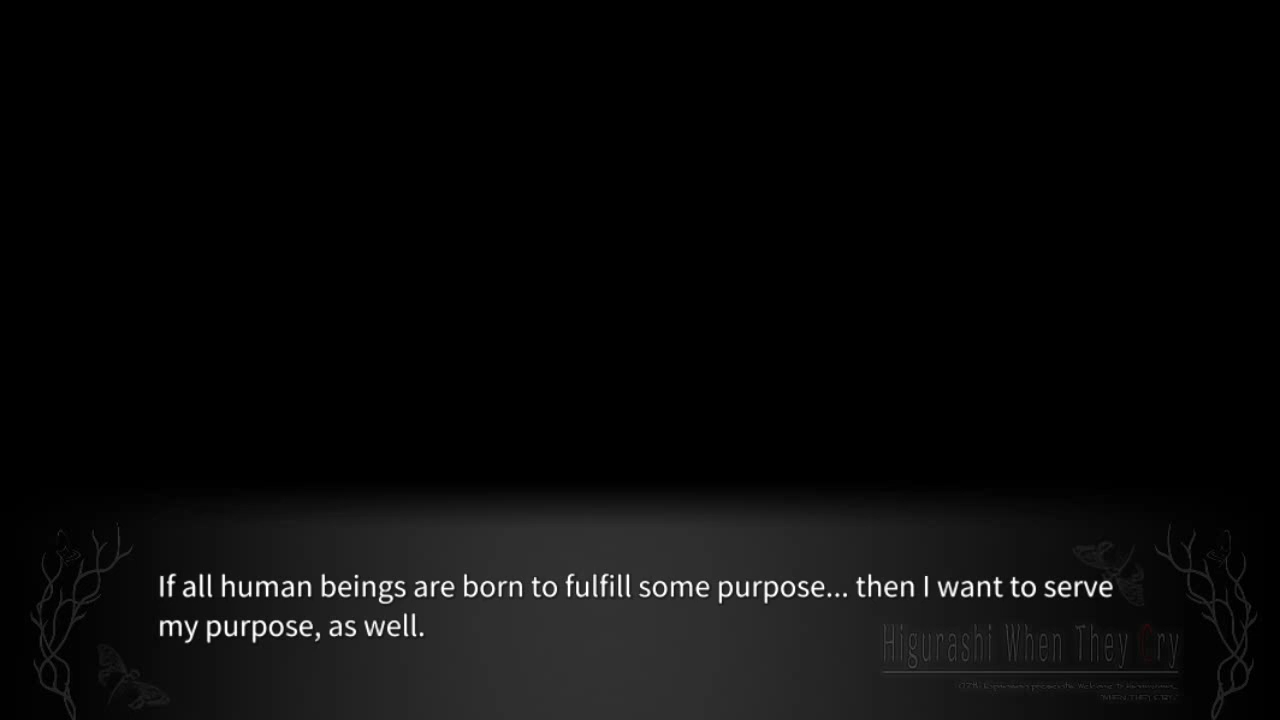 If all human beings are born to fulfill some purpose... then I want to serve
my purpose, as well.
Higurashi When They Cry